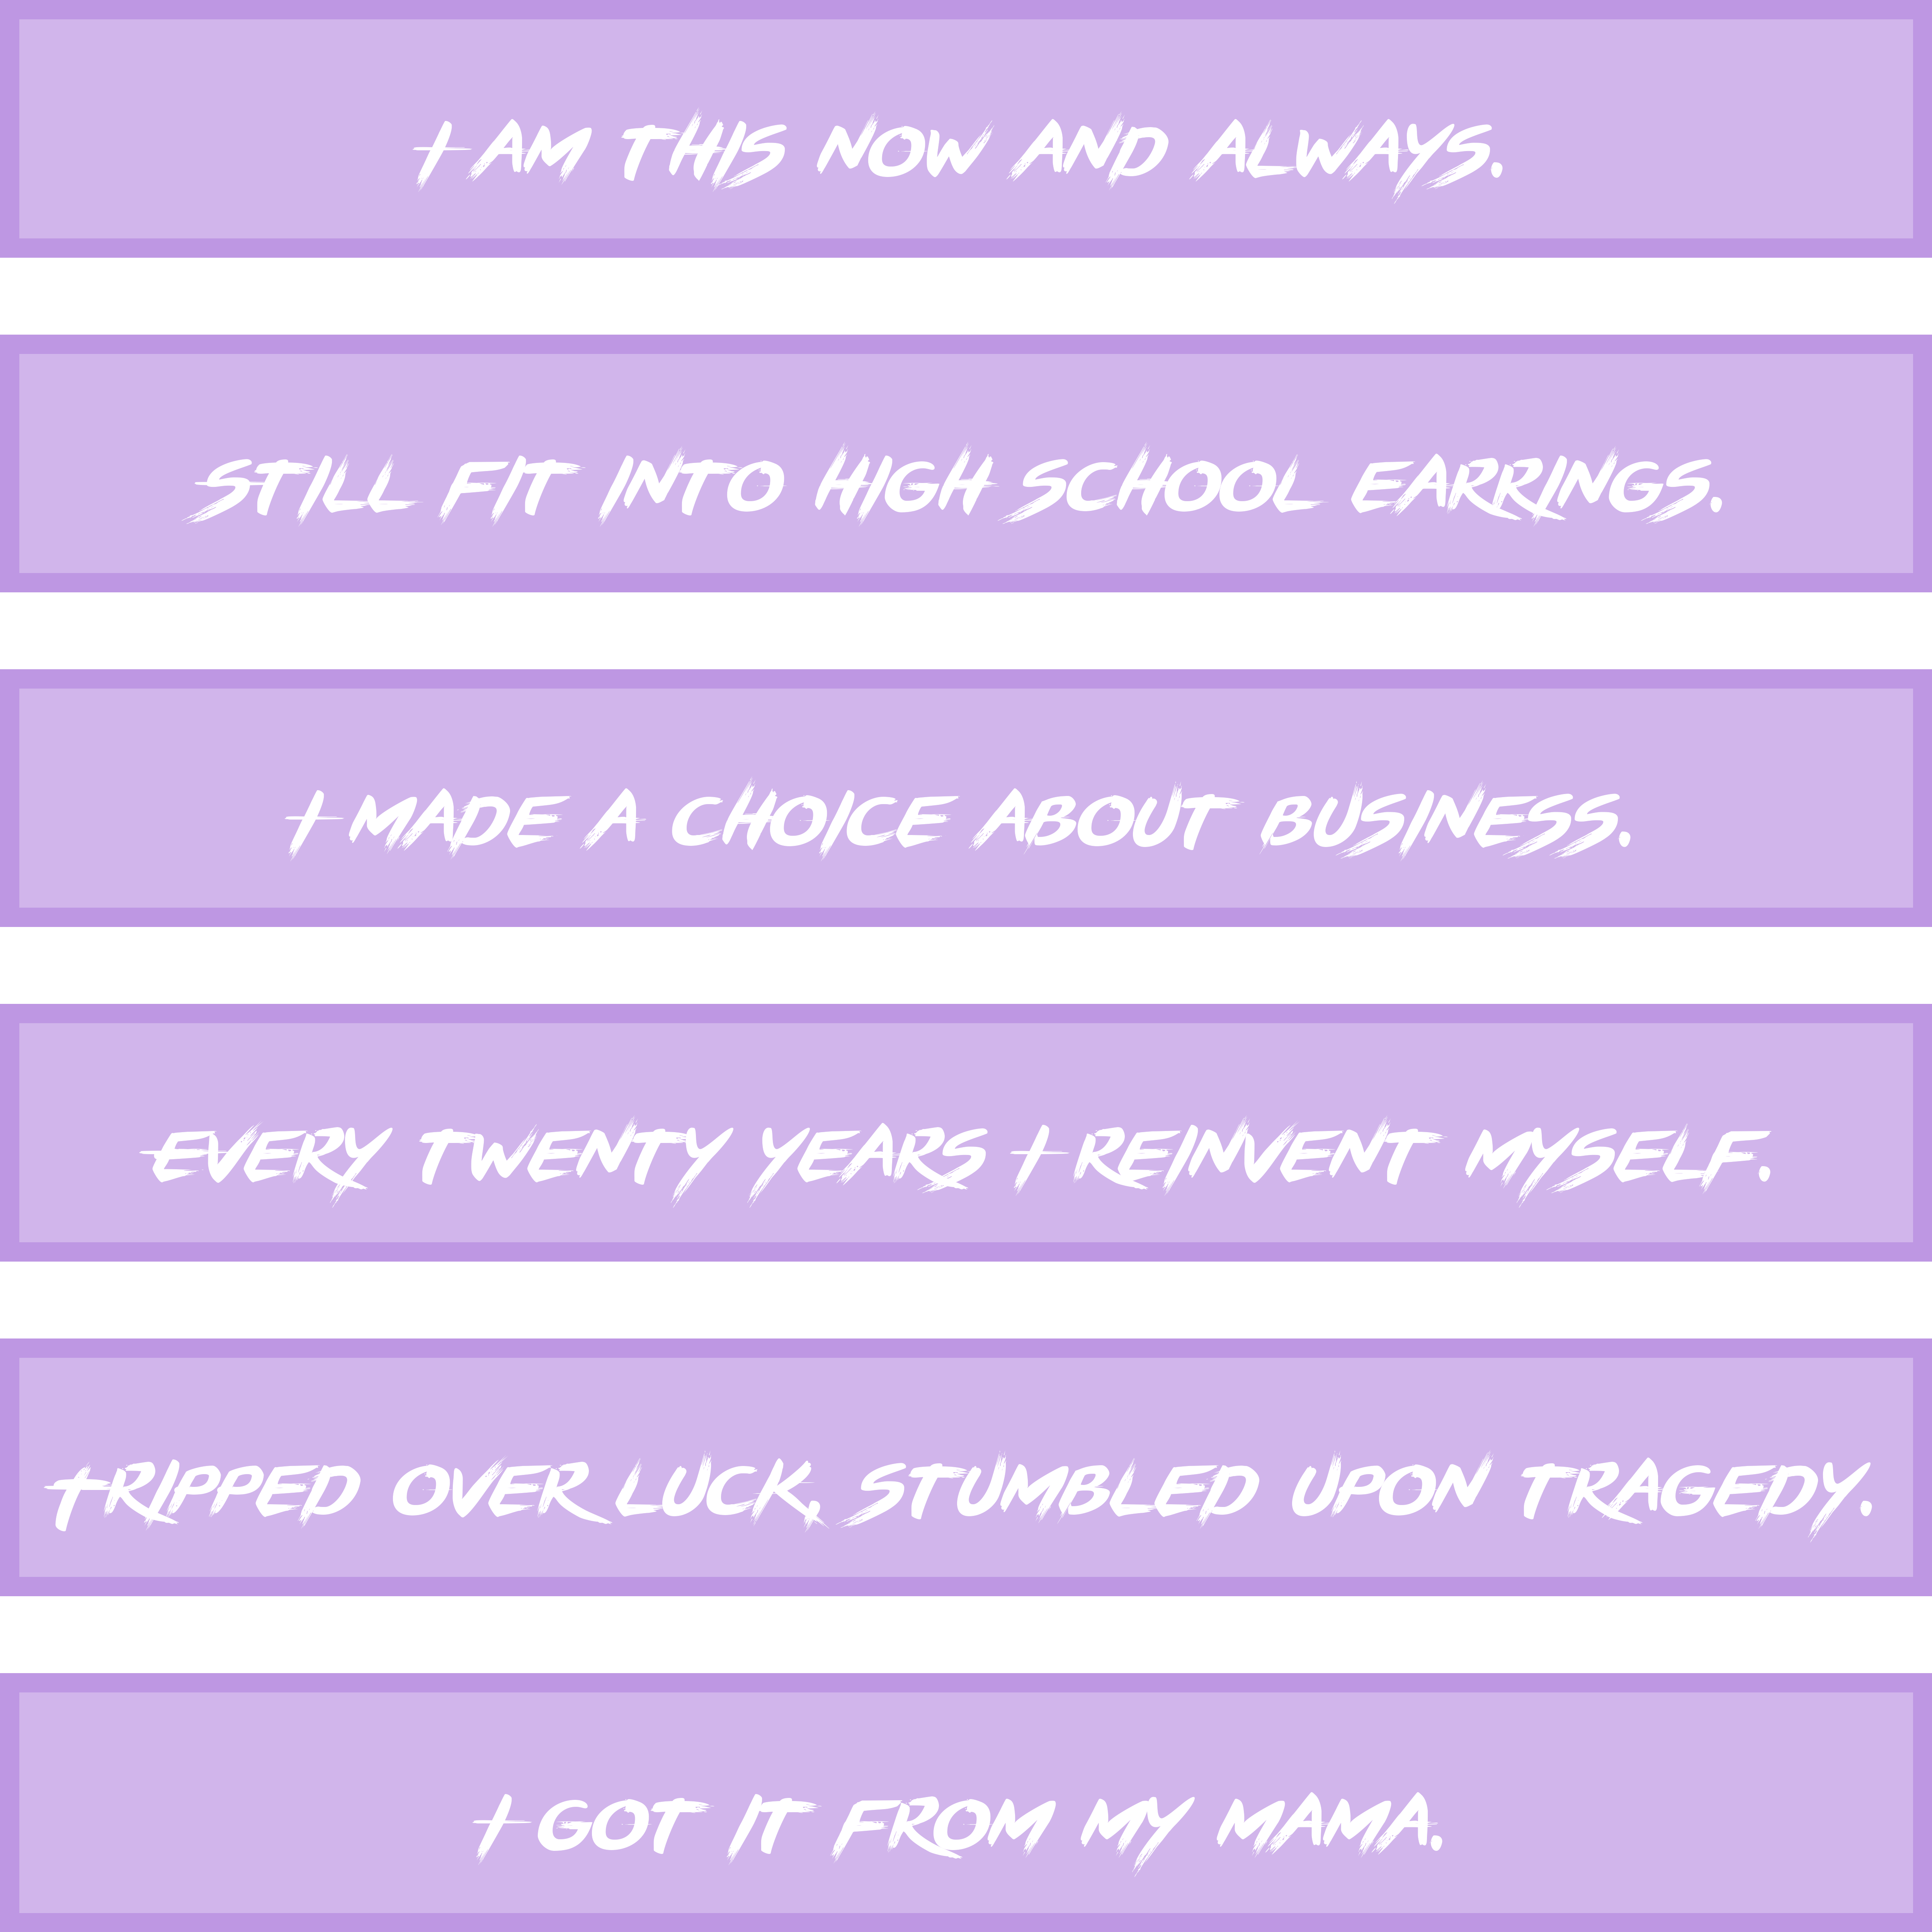 I AM THIS NOW AND ALWAYS.
STILL FIT INTO HIGH SCHOOL EARRINGS.
I MADE A CHOICE ABOUT BUSINESS.
EVERY TWENTY YEARS I REINVENT MYSELF.
TRIPPED OVER LUCK, STUMBLED UPON TRAGEDY.
I GOT IT FROM MY MAMA.